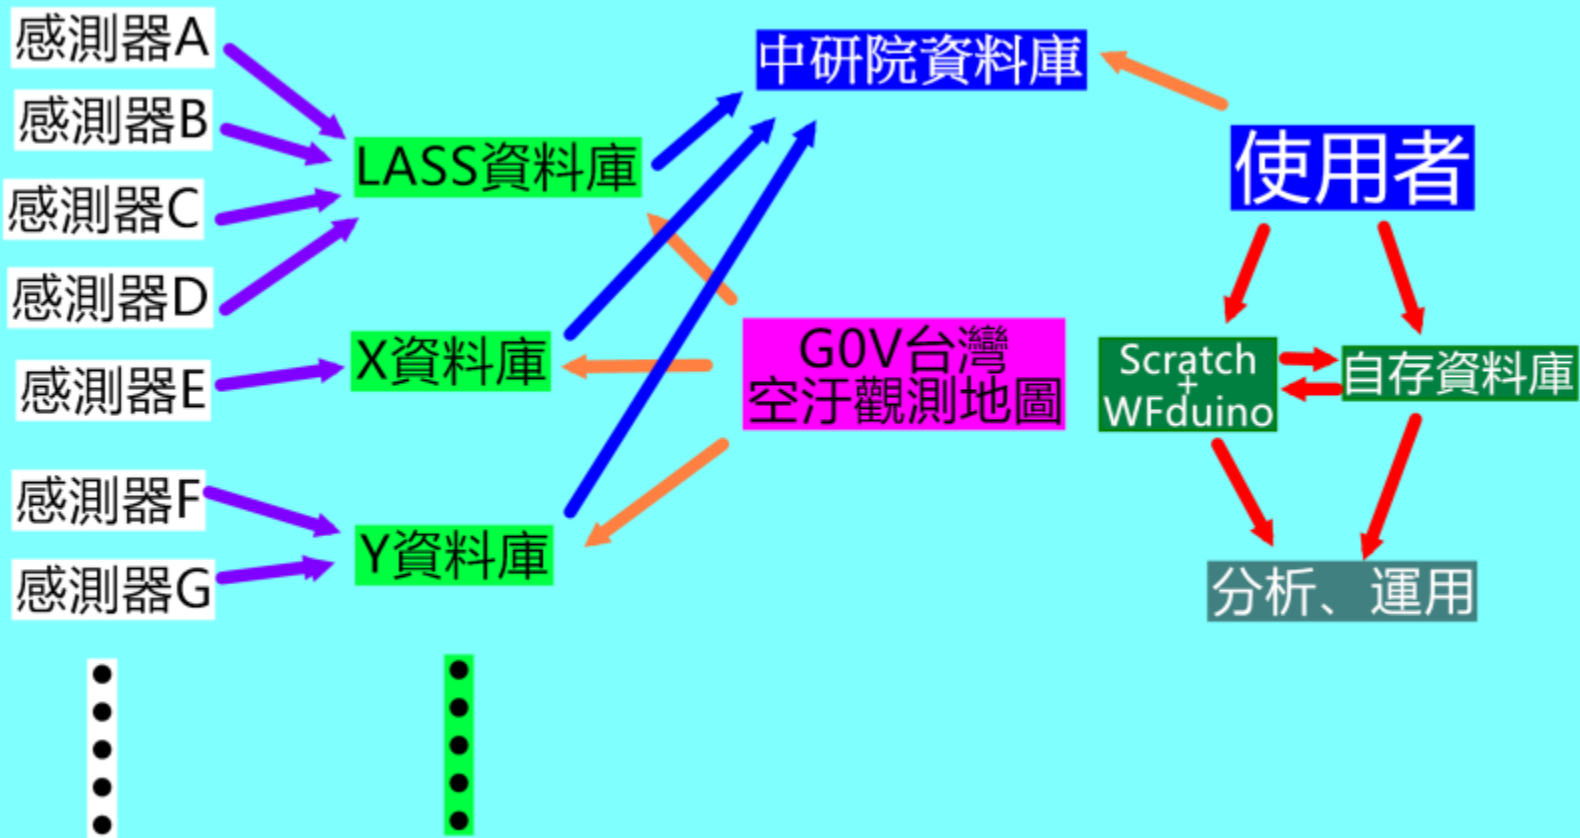 感測器A
感測器B
感測器C
感測器D
感測器E
感測器F
感測器G
LASS資料庫
X資料庫
Y資料庫
中研院資料庫
G0V台灣
空汙觀測地圖
使用者
Scratch
+
WFduino
自存資料庫
分析、運用